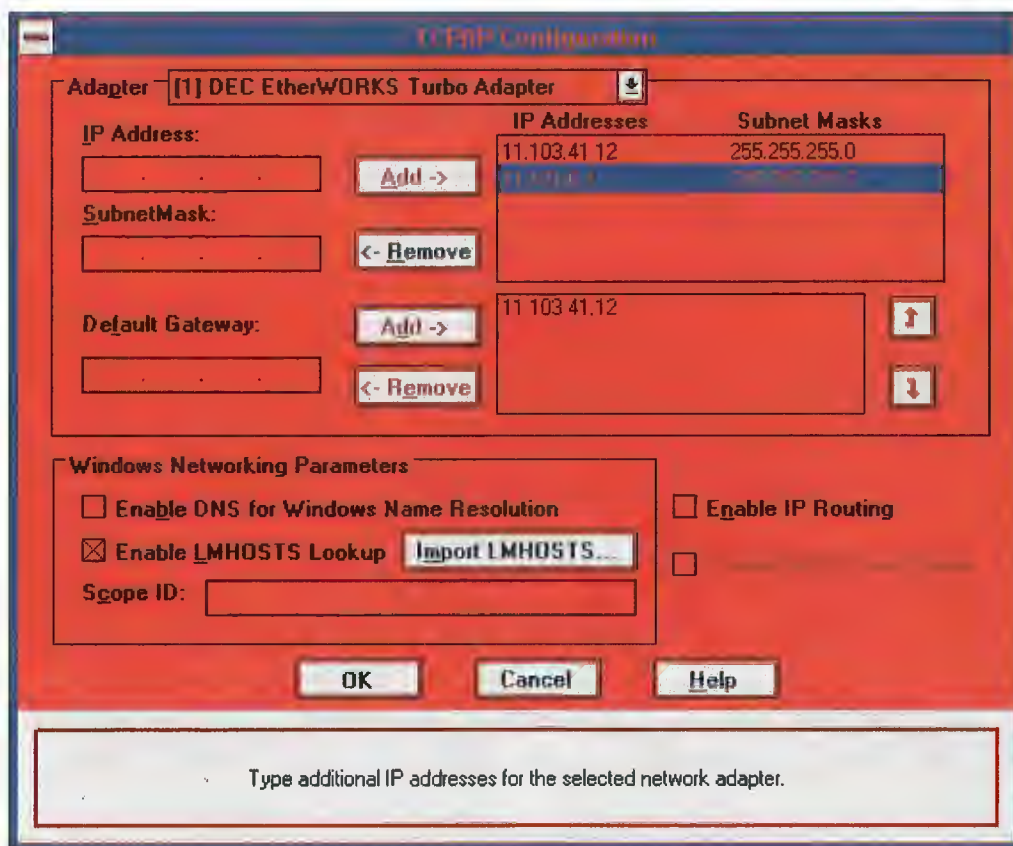 TCP/IP Configuration
Adapter [1] DEC EtherWORKS Turbo Adapter
IP Address:
IP Addresses Subnet Masks
11.103.41 12 255.255.255.0
Add ->
SubnetMask:
<- Remove
Default Gateway:
Add ->
11 103 41.12
<- Remove
Windows Networking Parameters
Enable DNS for Windows Name Resolution
Enable IP Routing
Enable LMHOSTS Lookup Import LMHOSTS...
Scope ID:
OK Cancel Help
Type additional IP addresses for the selected network adapter.